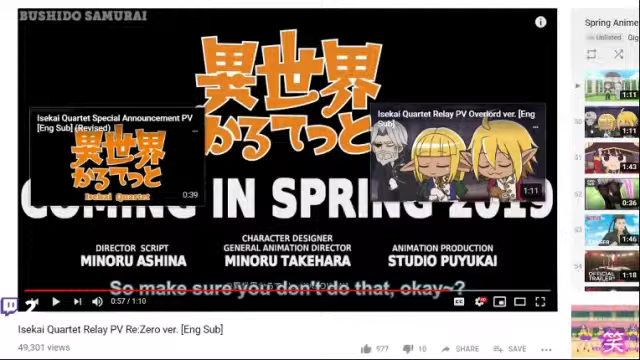 BUSHIDO SAMURAI
異世界
かるてっと
Isekai Quartet Special Announcement PV
[Eng Sub] (Revised)
異世界
かるてっと
Isekai Quartet
0:39
Isekai Quartet Relay PV Overlord ver. [Eng
Sub]
1:11
COMING IN SPRING 2019
DIRECTOR SCRIPT
MINORU ASHINA
CHARACTER DESIGNER
GENERAL ANIMATION DIRECTOR
MINORU TAKEHARA
ANIMATION PRODUCTION
STUDIO PUYUKAI
So make sure you don't do that, okay~?
0:57 / 1:10
Isekai Quartet Relay PV Re:Zero ver. [Eng Sub]
49,301 views
977
10
SHARE
SAVE
Spring Anime
Unlisted
1:11
50
1:11
1:43
0:36
1:46
OFFICIAL
TRAILER
1:18
笑